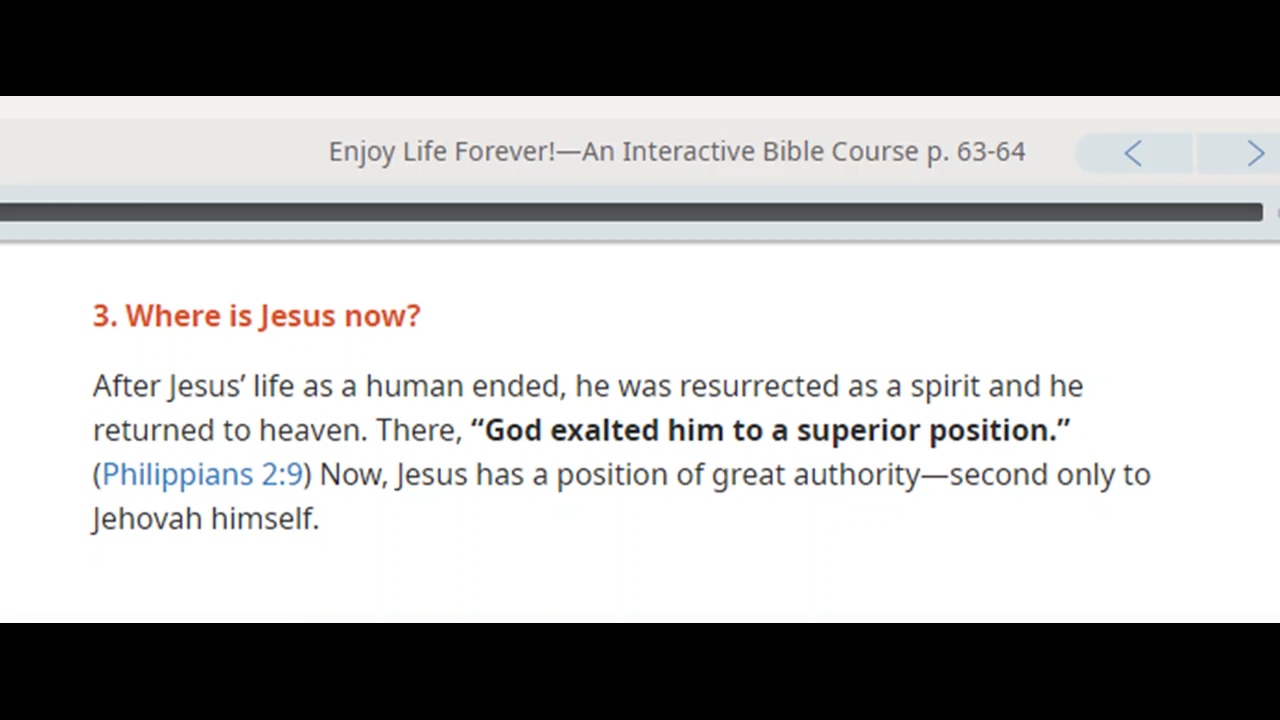 Enjoy Life Forever!—An Interactive Bible Course p. 63-64
3. Where is Jesus now?
After Jesus’ life as a human ended, he was resurrected as a spirit and he
returned to heaven. There, “God exalted him to a superior position.”
(Philippians 2:9) Now, Jesus has a position of great authority—second only to
Jehovah himself.